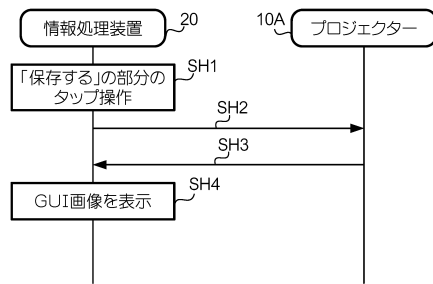 情報処理装置
20
10A
プロジェクター
SH1
「保存する」の部分の
タップ操作
SH2
SH3
SH4
GUI画像を表示